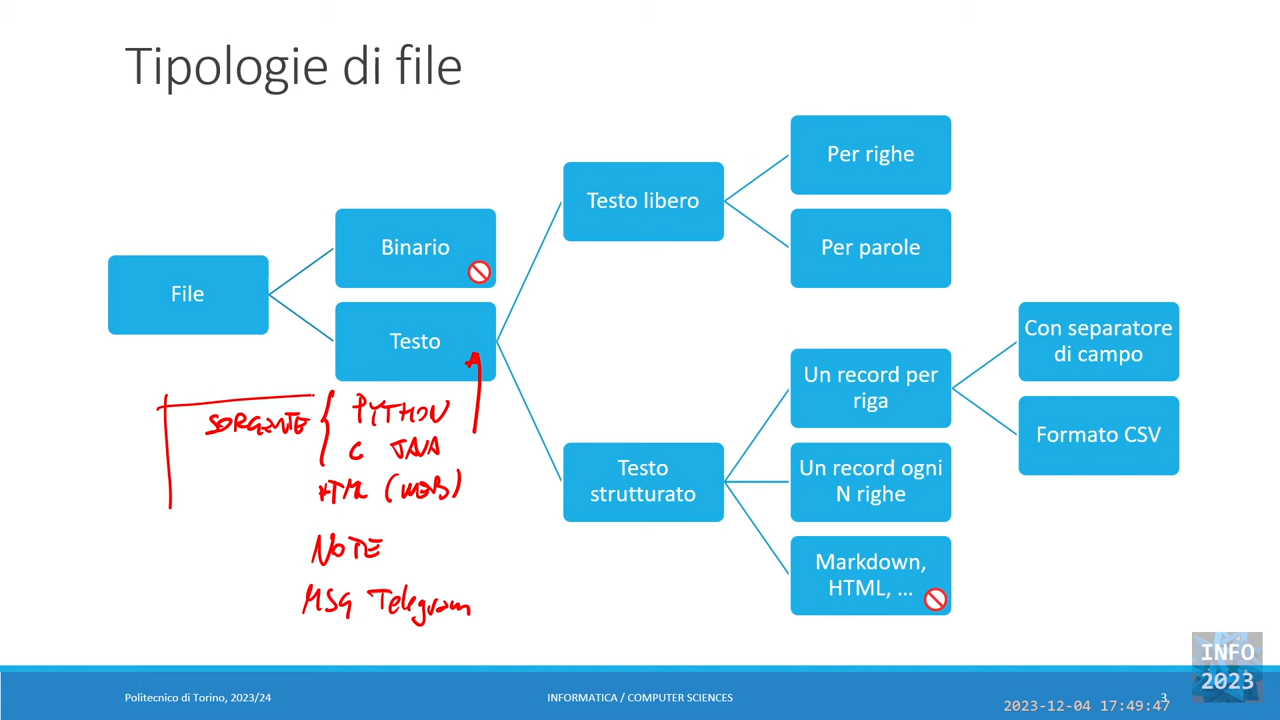 Tipologie di file
File
Binario
Testo
Testo libero
Per righe
Per parole
Testo
strutturato
Un record per
riga
Con separatore
di campo
Formato CSV
Un record ogni
N righe
Markdown,
HTML, ...
SORGENTE { PYTHON
C JAVA
HTML (WEB)
NOTE
MSG Telegram
Politecnico di Torino, 2023/24
INFORMATICA / COMPUTER SCIENCES
3
INFO
2023
2023-12-04 17:49:47